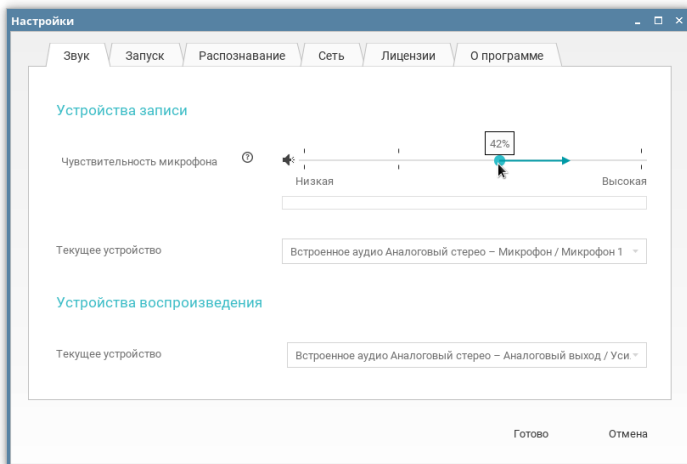 Настройки
Звук Запуск Распознавание Сеть Лицензии О программе
Устройства записи
42%
Чувствительность микрофона
Низкая Высокая
Текущее устройство Встроенное аудио Аналоговый стерео – Микрофон / Микрофон 1
Устройства воспроизведения
Текущее устройство Встроенное аудио Аналоговый стерео – Аналоговый выход / Уси
Готово Отмена